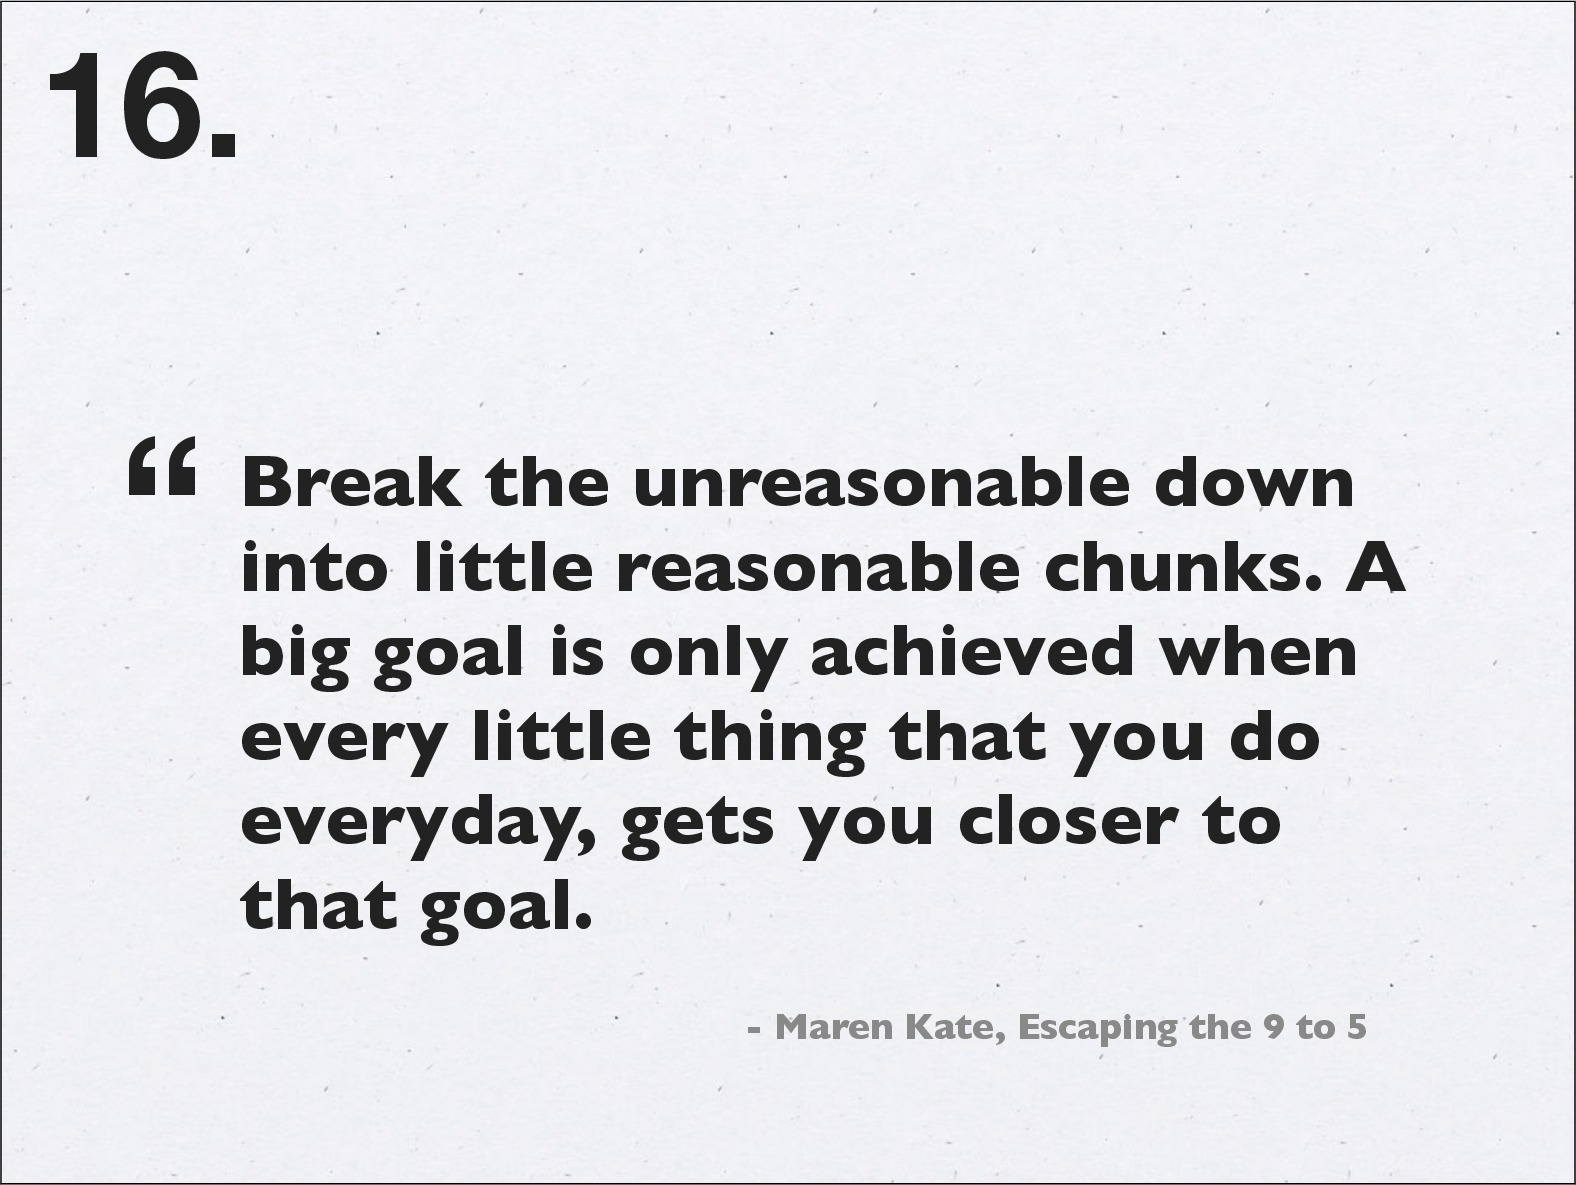 16.
“ Break the unreasonable down
into little reasonable chunks. A
big goal is only achieved when
every little thing that you do
everyday, gets you closer to
that goal.
- Maren Kate, Escaping the 9 to 5